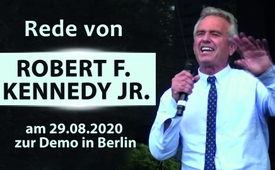 Rede von
ROBERT F.
KENNEDY JR.
am 29.08.2020
zur Demo in Berlin